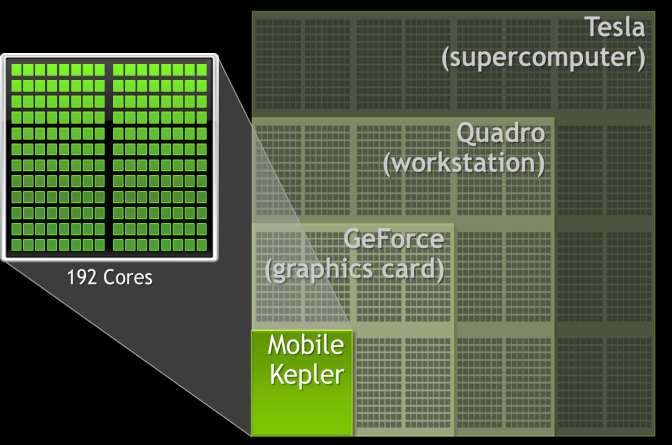 Tesla
(supercomputer)
Quadro
(workstation)
GeForce
(graphics card)
192 Cores
Mobile
Kepler